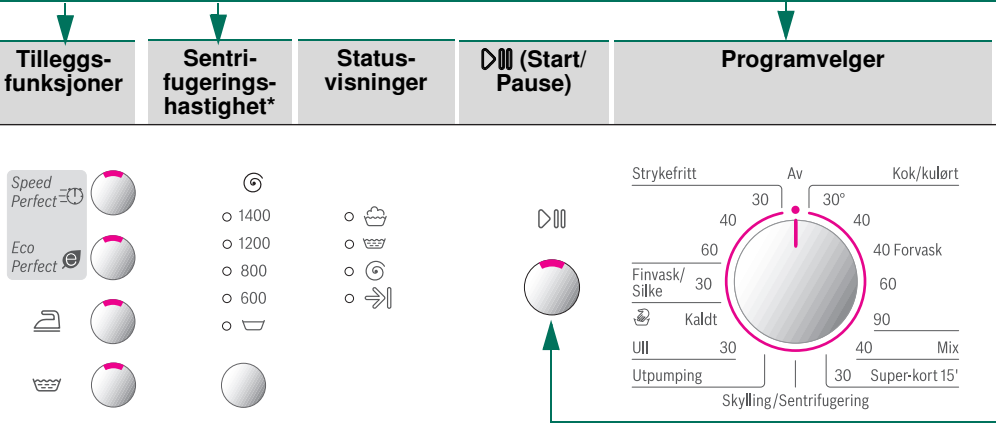 Tilleggs-
funksjoner
Sentri-
fugerings-
hastighet*
Status-
visninger
(Start/
Pause)
Programvelger
Speed
Perfect
Eco
Perfect
e
1400
1200
800
600
Strykefritt
Av
Kok/kulørt
30
30°
40
40
60
40 Forvask
Finvask/
Silke
30
60
Kaldt
90
Ull
30
40
Mix
Utpumping
30
Super-kort 15'
Skylling/Sentrifugering